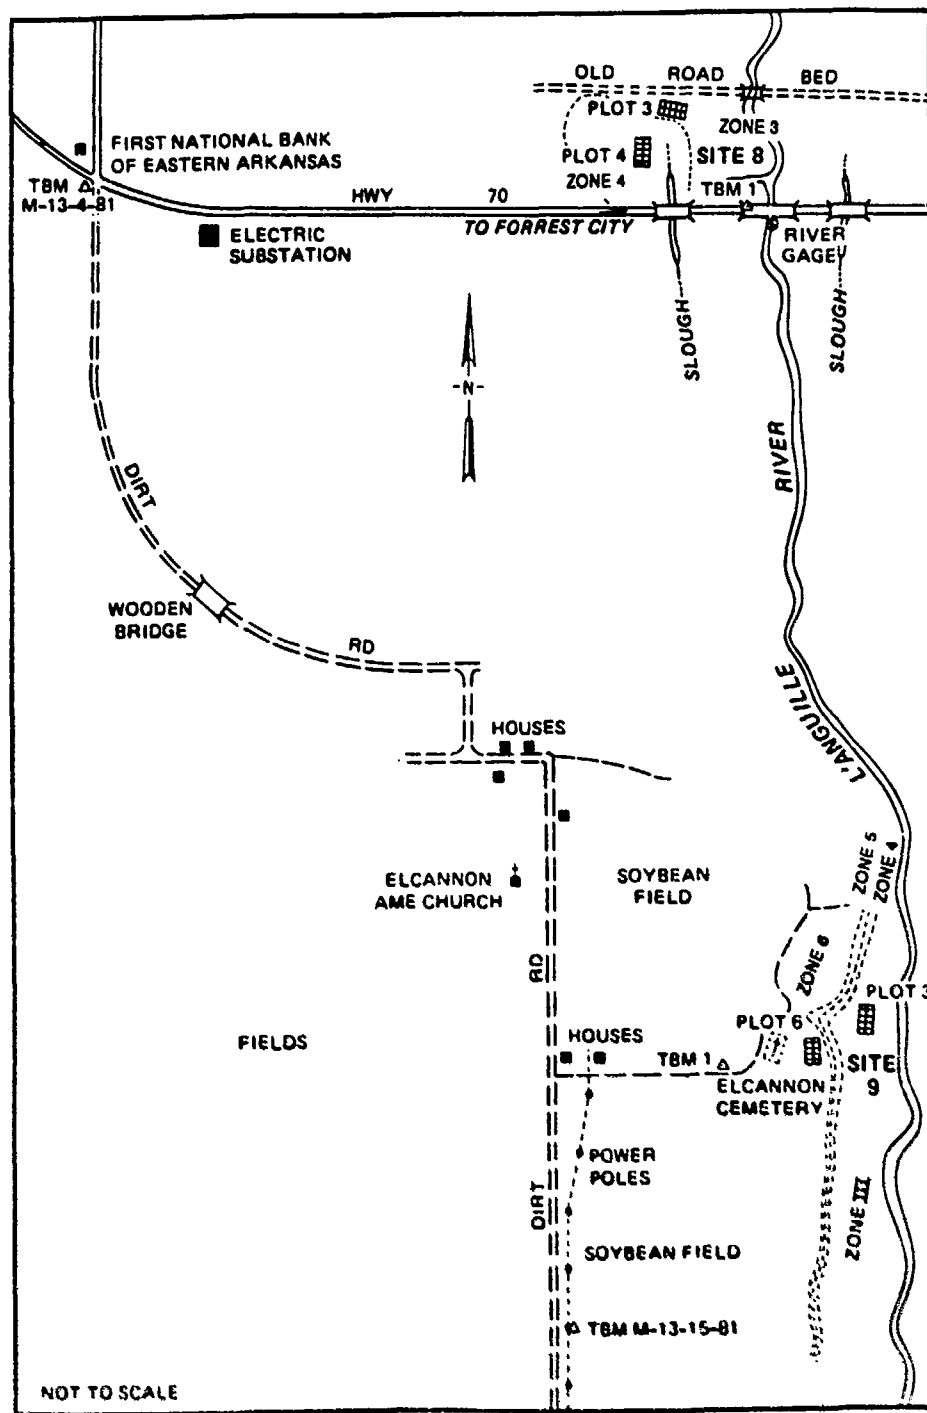 OLD ROAD BED
PLOT 3
ZONE 3
FIRST NATIONAL BANK
OF EASTERN ARKANSAS
PLOT 4
SITE 8
ZONE 4
TBM 1
TBM
M-13-4-81
HWY 70
TO FORREST CITY
RIVER
GAGE
ELECTRIC
SUBSTATION
SLOUGH
SLOUGH
-N-
RIVER
DIRT
WOODEN
BRIDGE
RD
L'ANGUILLE
HOUSES
ZONE 5
ZONE 4
ELCANNON
AME CHURCH
SOYBEAN
FIELD
RD
ZONE 6
PLOT 3
PLOT 6
FIELDS
HOUSES
TBM 1
SITE
9
ELCANNON
CEMETERY
POWER
POLES
DIRT
ZONE III
SOYBEAN FIELD
TBM M-13-15-81
NOT TO SCALE